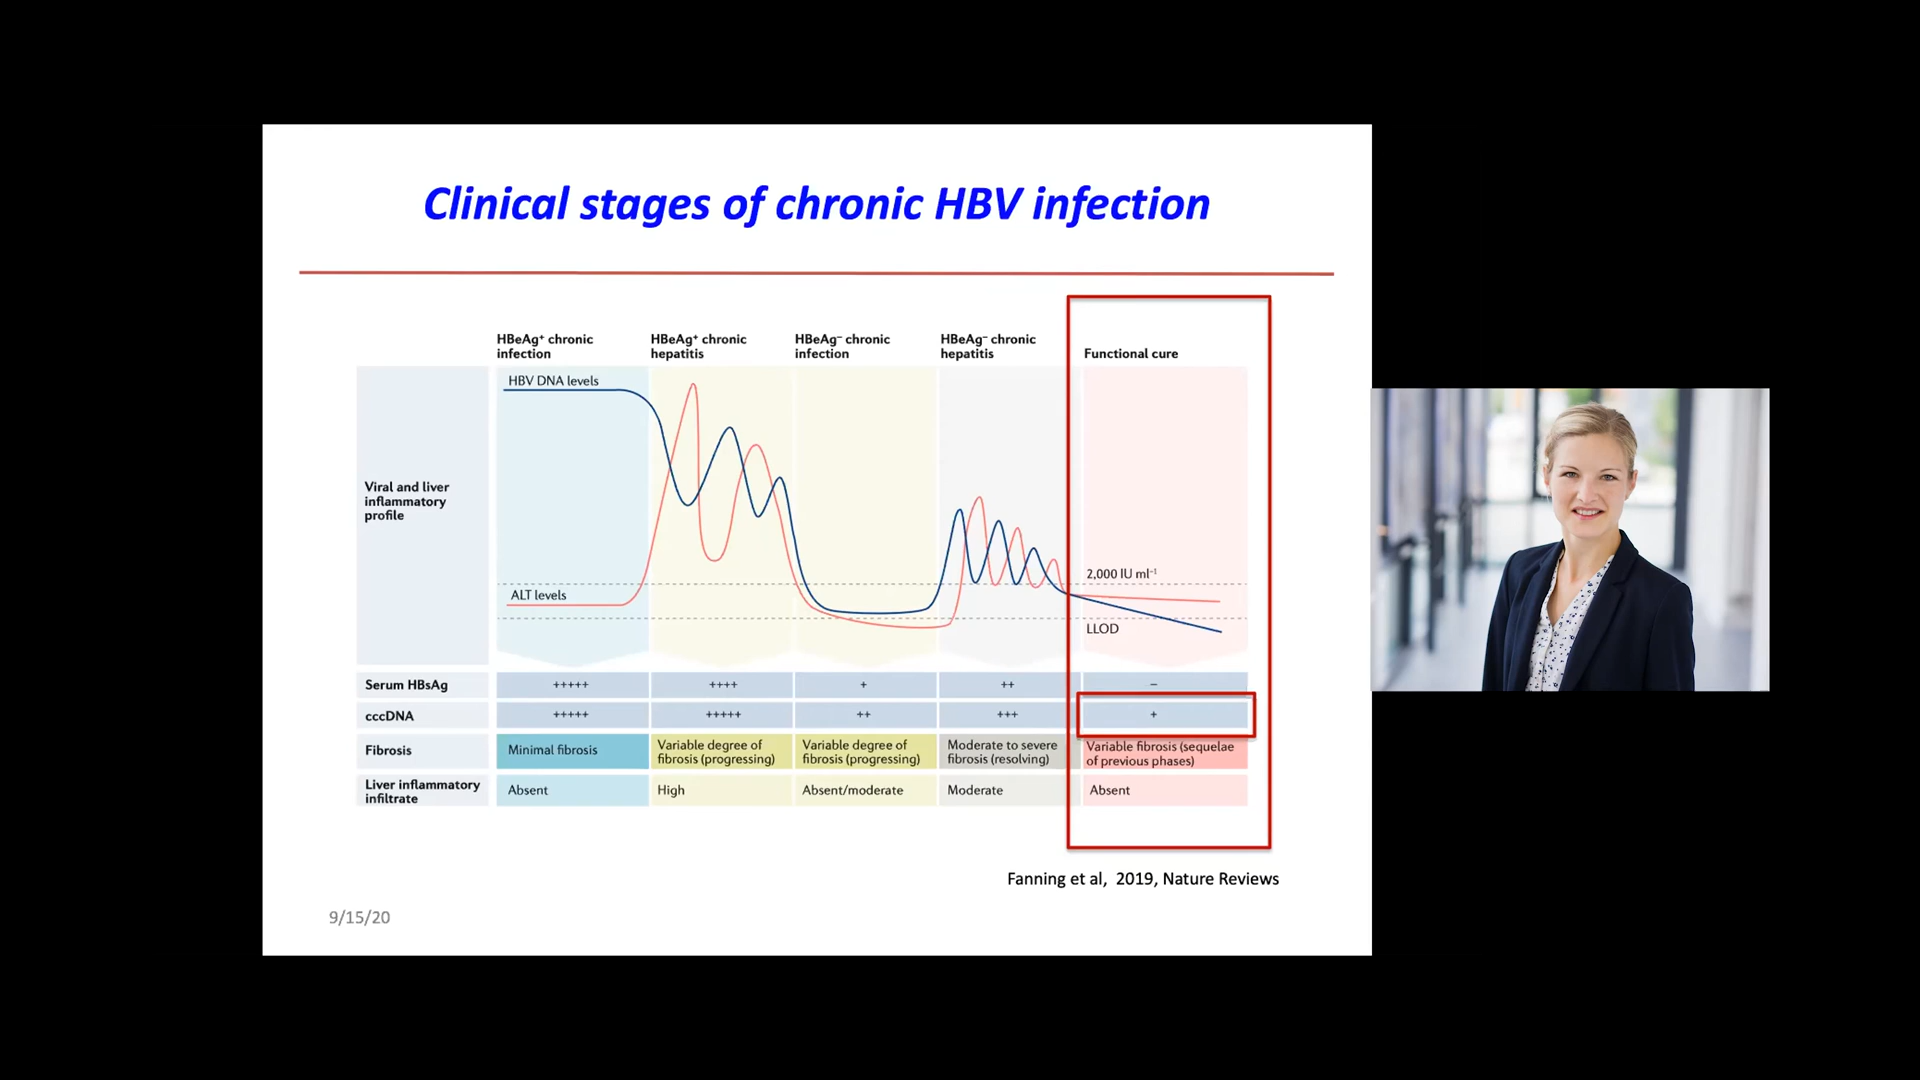 Clinical stages of chronic HBV infection
HBeAg⁺ chronic
infection
HBeAg⁺ chronic
hepatitis
HBeAg⁻ chronic
infection
HBeAg⁻ chronic
hepatitis
Functional cure
HBV DNA levels
Viral and liver
inflammatory
profile
2,000 IU ml⁻¹
ALT levels
LLOD
Serum HBsAg
+++++
++++
+
++
–
cccDNA
+++++
+++++
++
+++
+
Fibrosis
Minimal fibrosis
Variable degree of
fibrosis (progressing)
Variable degree of
fibrosis (progressing)
Moderate to severe
fibrosis (resolving)
Variable fibrosis (sequelae
of previous phases)
Liver inflammatory
infiltrate
Absent
High
Absent/moderate
Moderate
Absent
Fanning et al, 2019, Nature Reviews
9/15/20